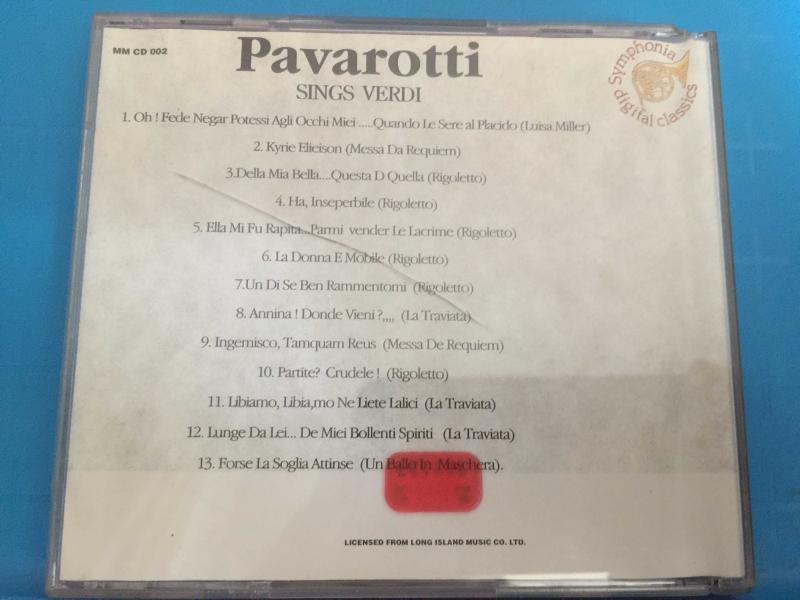 MM CD 002
Pavarotti
SINGS VERDI
Symphonia
digital classics
1. Oh ! Fede Negar Potessi Agli Occhi Miei .....Quando Le Sere al Placido (Luisa Miller)
2. Kyrie Elieison (Messa Da Requiem)
3.Della Mia Bella....Questa D Quella (Rigoletto)
4. Ha, Inseperbile (Rigoletto)
5. Ella Mi Fu Rapita...Parmi vender Le Lacrime (Rigoletto)
6. La Donna E Mobile (Rigoletto)
7.Un Di Se Ben Rammentomi (Rigoletto)
8. Annina ! Donde Vieni ?,,,, (La Traviata)
9. Ingemisco, Tamquam Reus (Messa De Requiem)
10. Partite? Crudele ! (Rigoletto)
11. Libiamo, Libia,mo Ne Liete Lalici (La Traviata)
12. Lunge Da Lei... De Miei Bollenti Spiriti (La Traviata)
13. Forse La Soglia Attinse (Un Ballo In Maschera).
LICENSED FROM LONG ISLAND MUSIC CO. LTD.